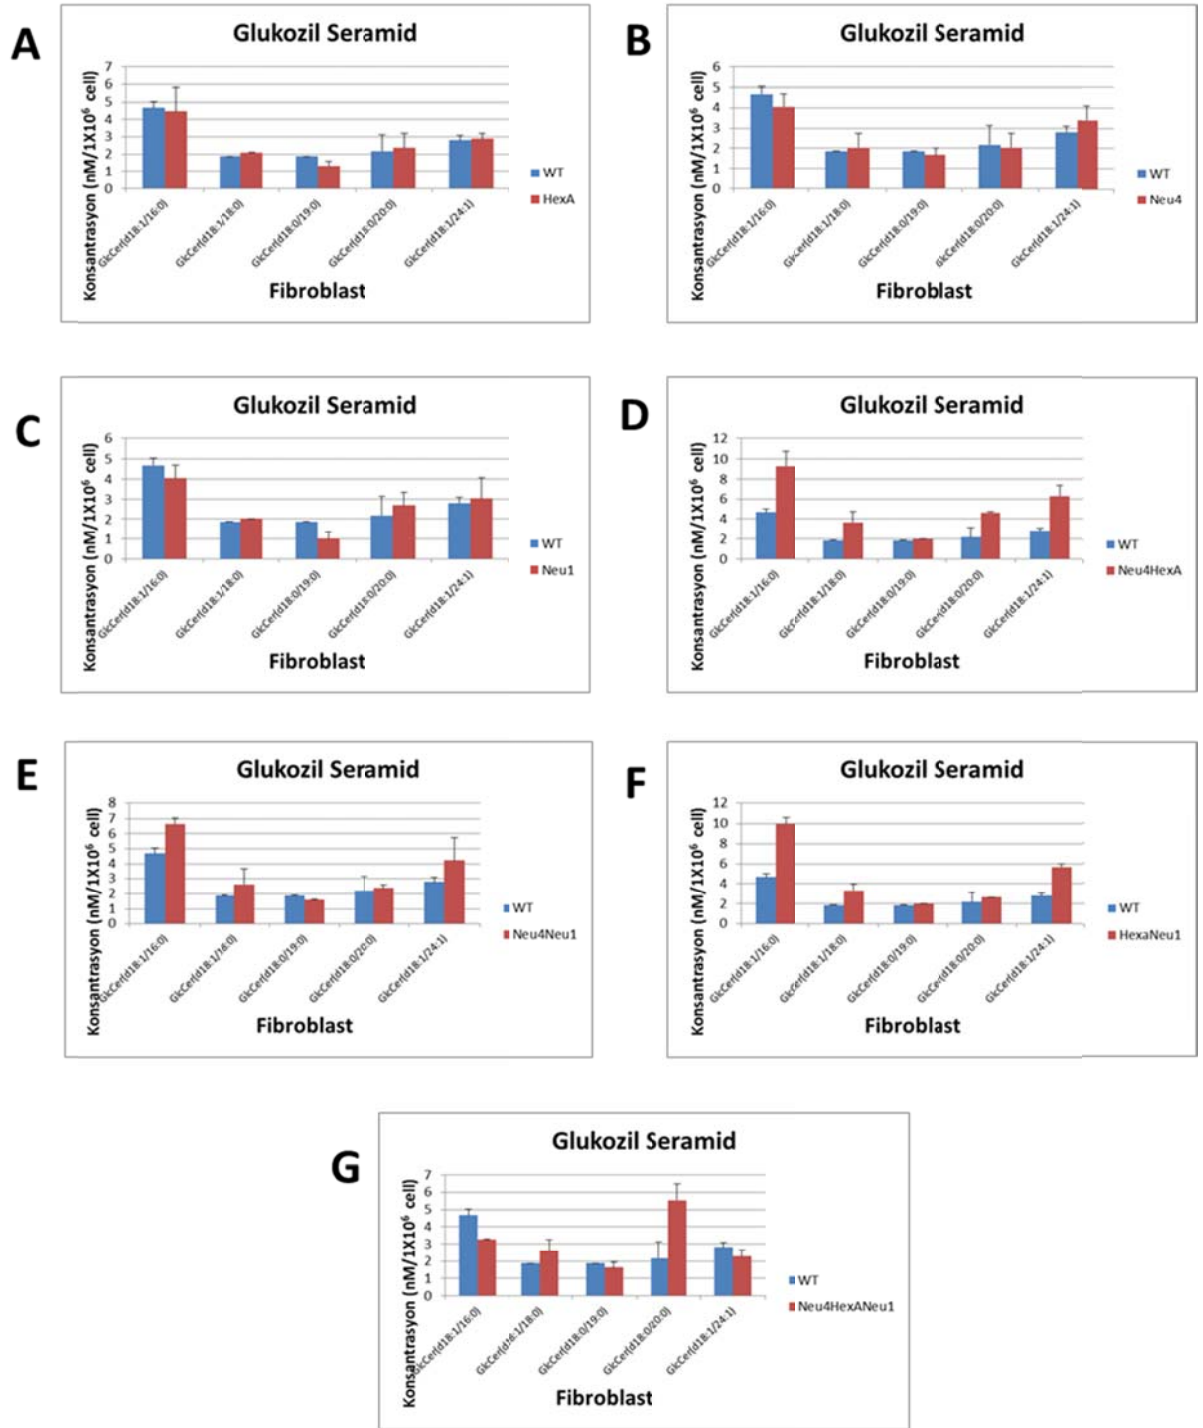 A
Glukozil Seramid
Konsantrasyon (nM/1X10⁶ cell)
7
6
5
4
3
2
1
0
GlcCer(d18:1/16:0)
GlcCer(d18:1/18:0)
GlcCer(d18:0/19:0)
GlcCer(d18:0/20:0)
GlcCer(d18:1/24:1)
WT
HexA
Fibroblast
B
Glukozil Seramid
Konsantrasyon (nM/1X10⁶ cell)
6
5
4
3
2
1
0
GlcCer(d18:1/16:0)
GlcCer(d18:1/18:0)
GlcCer(d18:0/19:0)
GlcCer(d18:0/20:0)
GlcCer(d18:1/24:1)
WT
Neu4
Fibroblast
C
Glukozil Seramid
Konsantrasyon (nM/1X10⁶ cell)
6
5
4
3
2
1
0
GlcCer(d18:1/16:0)
GlcCer(d18:1/18:0)
GlcCer(d18:0/19:0)
GlcCer(d18:0/20:0)
GlcCer(d18:1/24:1)
WT
Neu1
Fibroblast
D
Glukozil Seramid
Konsantrasyon (nM/1X10⁶ cell)
12
10
8
6
4
2
0
GlcCer(d18:1/16:0)
GlcCer(d18:1/18:0)
GlcCer(d18:0/19:0)
GlcCer(d18:0/20:0)
GlcCer(d18:1/24:1)
WT
Neu4HexA
Fibroblast
E
Glukozil Seramid
Konsantrasyon (nM/1X10⁶ cell)
8
7
6
5
4
3
2
1
0
GlcCer(d18:1/16:0)
GlcCer(d18:0/19:0)
GlcCer(d18:0/20:0)
GlcCer(d18:1/24:1)
WT
Neu4Neu1
Fibroblast
F
Glukozil Seramid
Konsantrasyon (nM/1X10⁶ cell)
12
10
8
6
4
2
0
GlcCer(d18:1/16:0)
GlcCer(d18:1/18:0)
GlcCer(d18:0/19:0)
GlcCer(d18:0/20:0)
GlcCer(d18:1/24:1)
WT
HexaNeu1
Fibroblast
G
Glukozil Seramid
Konsantrasyon (nM/1X10⁶ cell)
7
6
5
4
3
2
1
0
GlcCer(d18:1/16:0)
GlcCer(d18:1/18:0)
GlcCer(d18:0/19:0)
GlcCer(d18:0/20:0)
GlcCer(d18:1/24:1)
WT
Neu4HexANeu1
Fibroblast